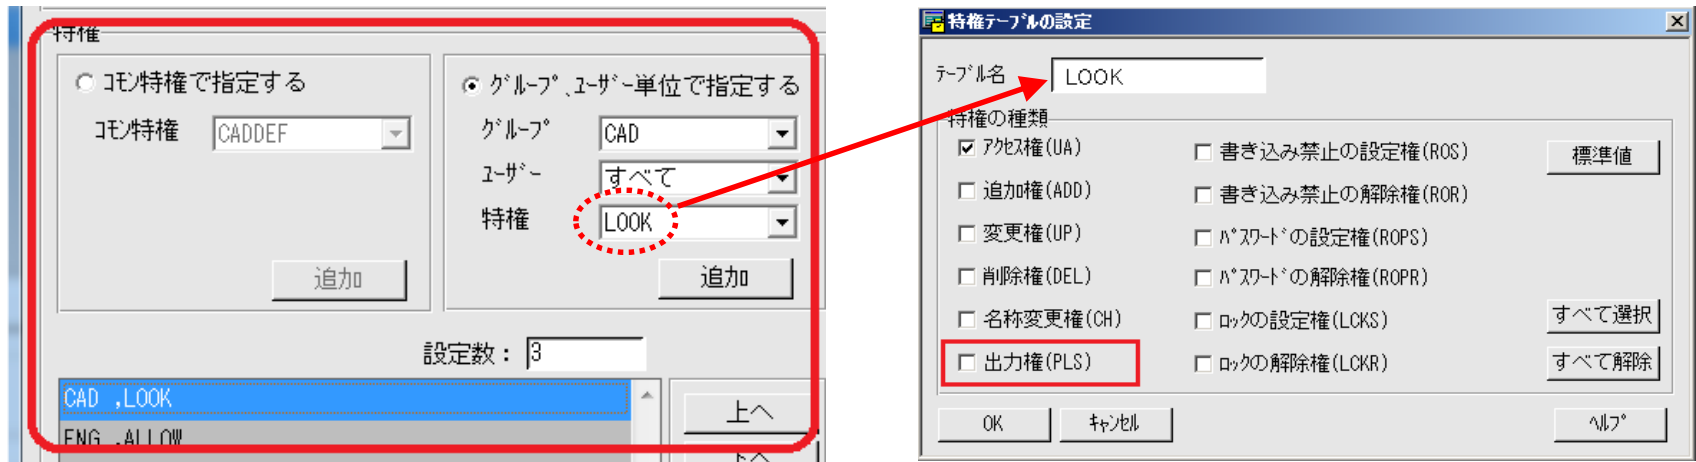 特権
ｺﾓﾝ特権で指定する
ｺﾓﾝ特権
CADDEF
追加
ｸﾞﾙｰﾌﾟ､ﾕｰｻﾞｰ単位で指定する
ｸﾞﾙｰﾌﾟ
CAD
ﾕｰｻﾞｰ
すべて
特権
LOOK
追加
設定数：
3
CAD ,LOOK
ENG ,ALLOW
上へ
下へ
特権ﾃｰﾌﾞﾙの設定
ﾃｰﾌﾞﾙ名
LOOK
特権の種類
ｱｸｾｽ権(UA)
追加権(ADD)
変更権(UP)
削除権(DEL)
名称変更権(CH)
出力権(PLS)
書き込み禁止の設定権(ROS)
書き込み禁止の解除権(ROR)
ﾊﾟｽﾜｰﾄﾞの設定権(ROPS)
ﾊﾟｽﾜｰﾄﾞの解除権(ROPR)
ﾛｯｸの設定権(LCKS)
ﾛｯｸの解除権(LCKR)
標準値
すべて選択
すべて解除
OK
ｷｬﾝｾﾙ
ﾍﾙﾌﾟ